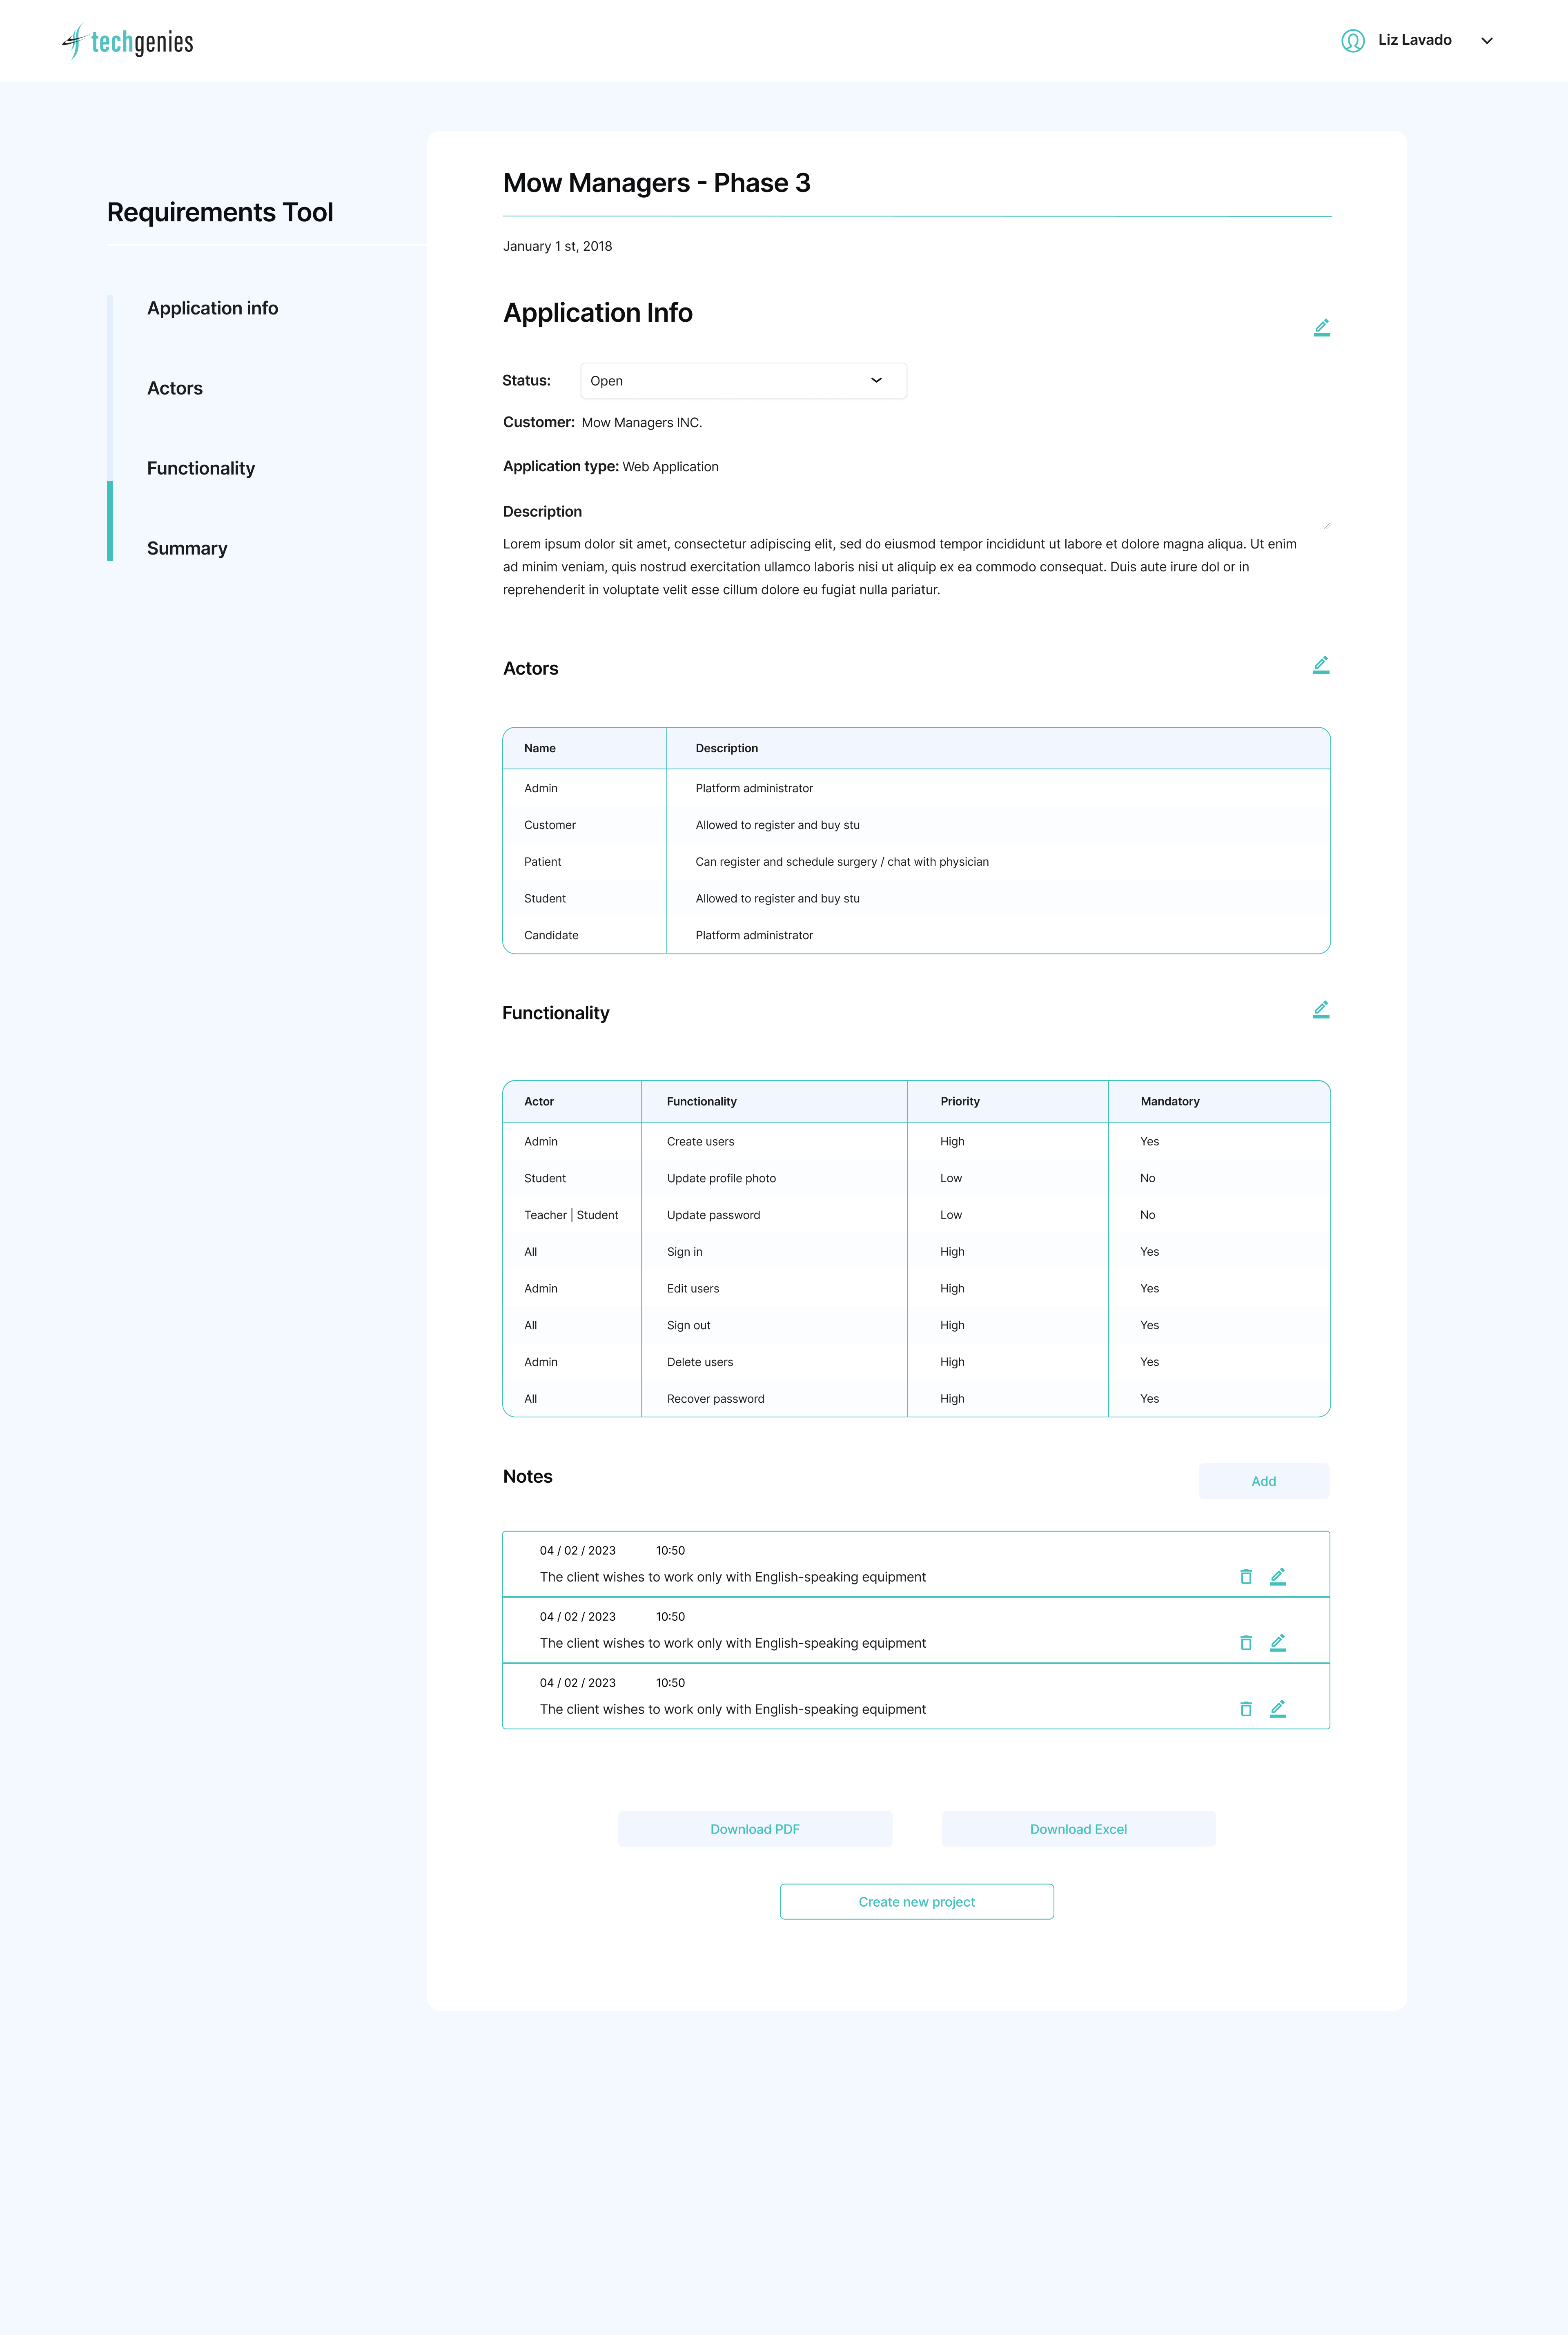 techgenies
Liz Lavado
Requirements Tool
Application info
Actors
Functionality
Summary
Mow Managers - Phase 3
January 1 st, 2018
Application Info
Status: Open
Customer: Mow Managers INC.
Application type: Web Application
Description
Lorem ipsum dolor sit amet, consectetur adipiscing elit, sed do eiusmod tempor incididunt ut labore et dolore magna aliqua. Ut enim
ad minim veniam, quis nostrud exercitation ullamco laboris nisi ut aliquip ex ea commodo consequat. Duis aute irure dol or in
reprehenderit in voluptate velit esse cillum dolore eu fugiat nulla pariatur.
Actors
Name Description
Admin Platform administrator
Customer Allowed to register and buy stu
Patient Can register and schedule surgery / chat with physician
Student Allowed to register and buy stu
Candidate Platform administrator
Functionality
Actor Functionality Priority Mandatory
Admin Create users High Yes
Student Update profile photo Low No
Teacher | Student Update password Low No
All Sign in High Yes
Admin Edit users High Yes
All Sign out High Yes
Admin Delete users High Yes
All Recover password High Yes
Notes
Add
04 / 02 / 2023 10:50
The client wishes to work only with English-speaking equipment
04 / 02 / 2023 10:50
The client wishes to work only with English-speaking equipment
04 / 02 / 2023 10:50
The client wishes to work only with English-speaking equipment
Download PDF Download Excel
Create new project